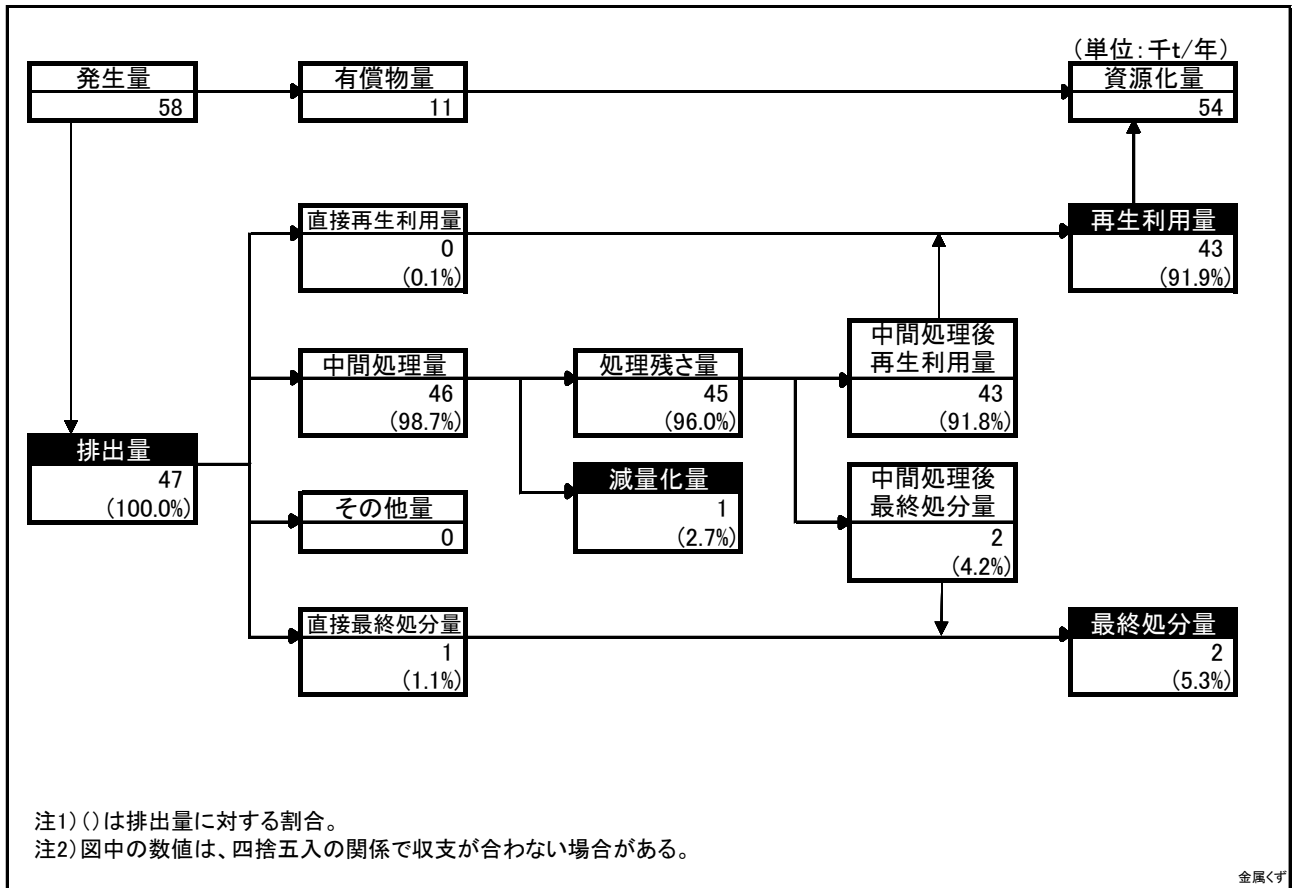 (単位:千t/年)
発生量
58
有償物量
11
資源化量
54
直接再生利用量
0
(0.1%)
再生利用量
43
(91.9%)
中間処理量
46
(98.7%)
処理残さ量
45
(96.0%)
中間処理後
再生利用量
43
(91.8%)
排出量
47
(100.0%)
減量化量
1
(2.7%)
中間処理後
最終処分量
2
(4.2%)
その他量
0
直接最終処分量
1
(1.1%)
最終処分量
2
(5.3%)
注1)()は排出量に対する割合。
注2)図中の数値は、四捨五入の関係で収支が合わない場合がある。
金属くず